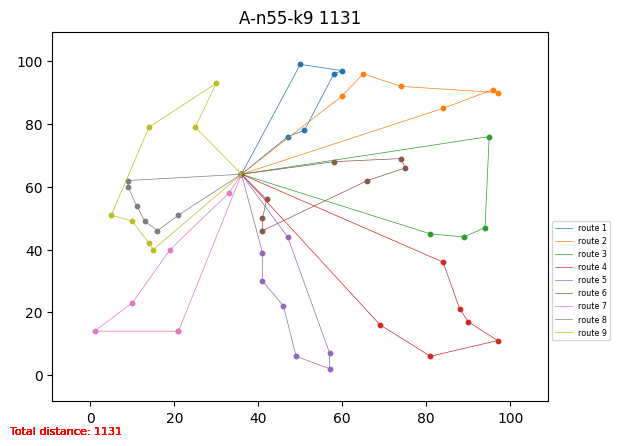 A-n55-k9 1131
100
80
60
40
20
0
0 20 40 60 80 100
route 1
route 2
route 3
route 4
route 5
route 6
route 7
route 8
route 9
Total distance: 1131